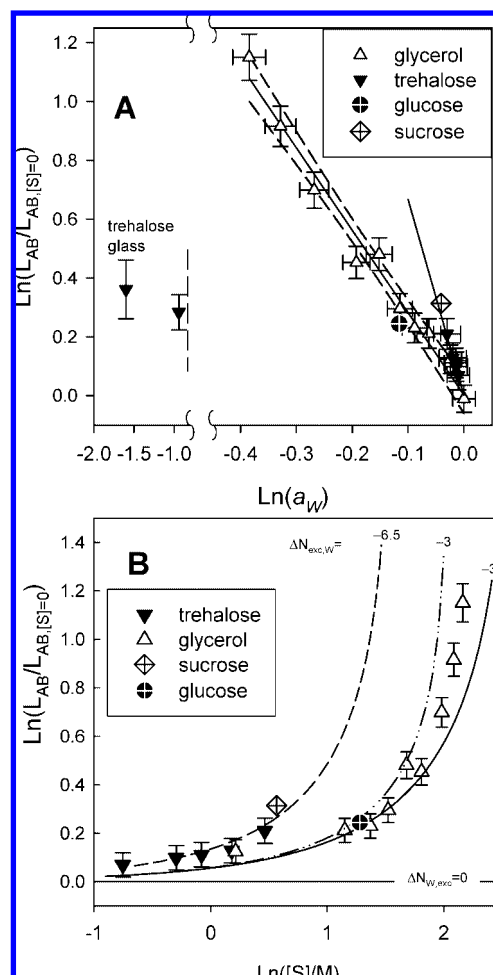 1.2
1.0
0.8
0.6
0.4
0.2
0.0
Ln(L_AB/L_AB,[S]=0)
A
glycerol
trehalose
glucose
sucrose
trehalose
glass
-2.0 -1.5 -1.0 -0.4 -0.3 -0.2 -0.1 0.0
Ln(a_W)
1.4
1.2
1.0
0.8
0.6
0.4
0.2
0.0
Ln(L_AB/L_AB,[S]=0)
B
ΔN_exc,W= -6.5 -3 -3
trehalose
glycerol
sucrose
glucose
ΔN_W,exc=0
-1 0 1 2
Ln([S]/M)